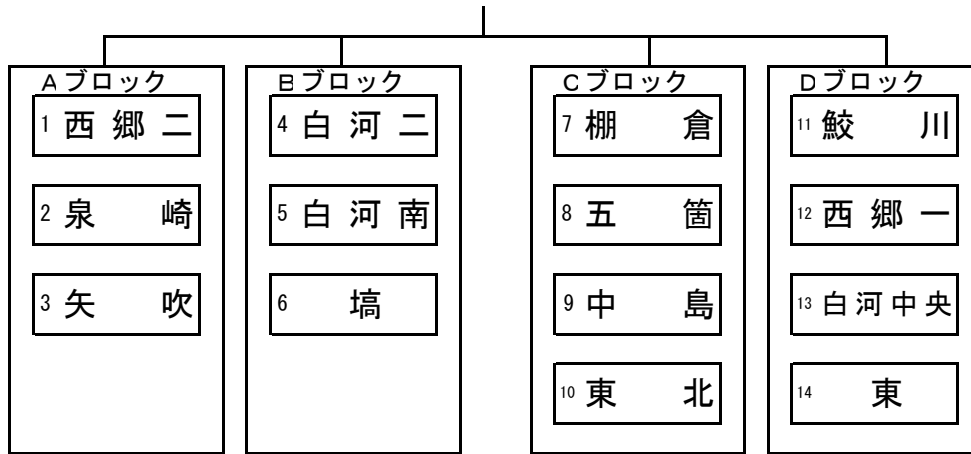 Aブロック
1 西郷二
2 泉崎
3 矢吹
Bブロック
4 白河二
5 白河南
6 塙
Cブロック
7 棚倉
8 五箇
9 中島
10 東北
Dブロック
11 鮫川
12 西郷一
13 白河中央
14 東